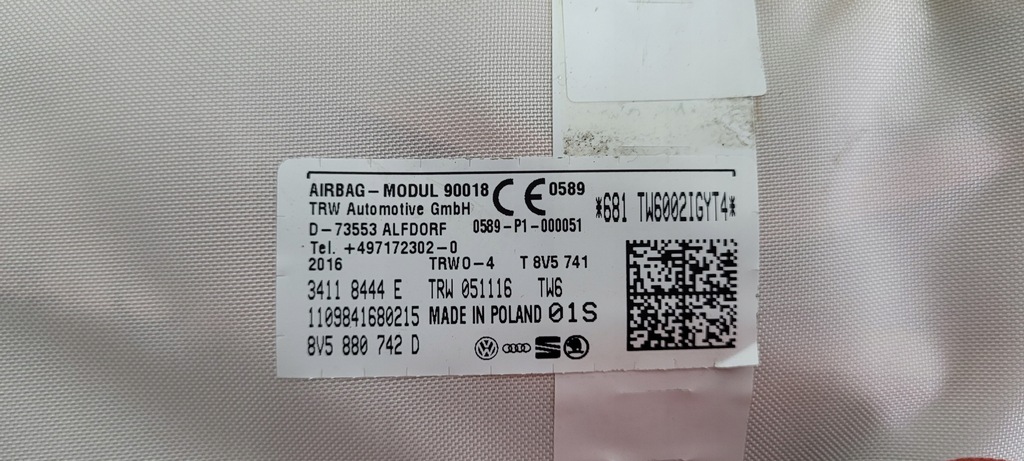 AIRBAG-MODUL 90018 CE 0589
TRW Automotive GmbH
*681 TW6002IGYT4*
D-73553 ALFDORF 0589-P1-000051
Tel. +497172302-0
2016 TRWO-4 T 8V5 741
3411 8444 E TRW 051116 TW6
1109841680215 MADE IN POLAND 01S
8V5 880 742 D